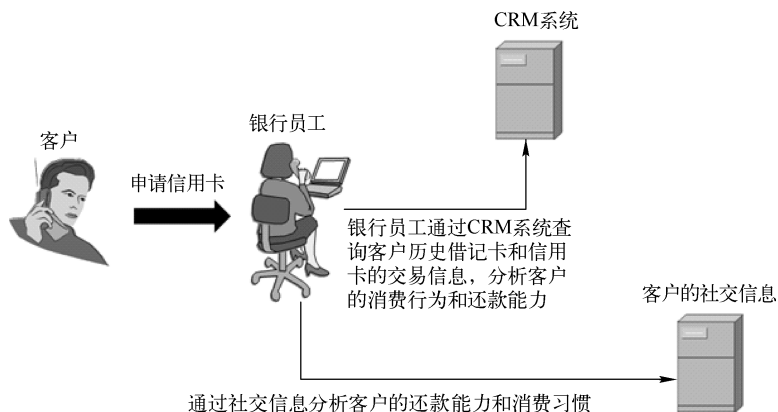 CRM系统
银行员工
客户
申请信用卡
银行员工通过CRM系统查
询客户历史借记卡和信用
卡的交易信息，分析客户
的消费行为和还款能力
客户的社交信息
通过社交信息分析客户的还款能力和消费习惯